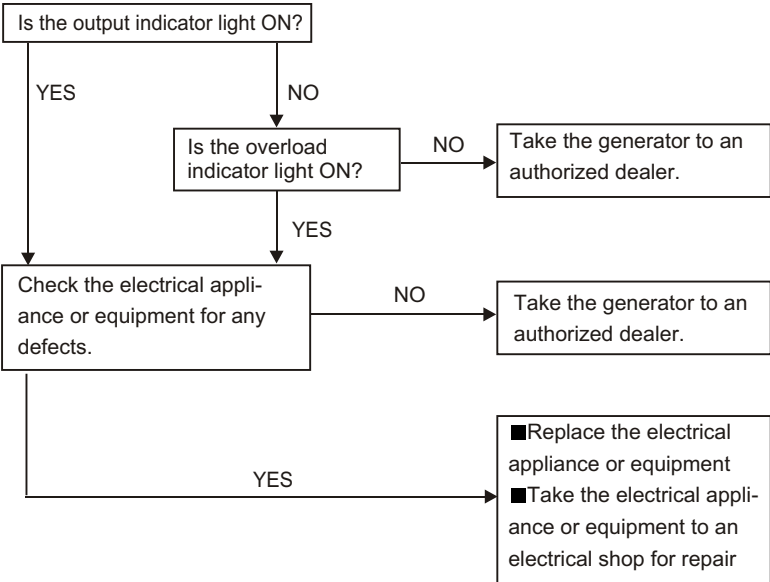 Is the output indicator light ON?
YES
NO
Is the overload
indicator light ON?
NO
Take the generator to an
authorized dealer.
YES
Check the electrical appli-
ance or equipment for any
defects.
NO
Take the generator to an
authorized dealer.
YES
■Replace the electrical
appliance or equipment
■Take the electrical appli-
ance or equipment to an
electrical shop for repair